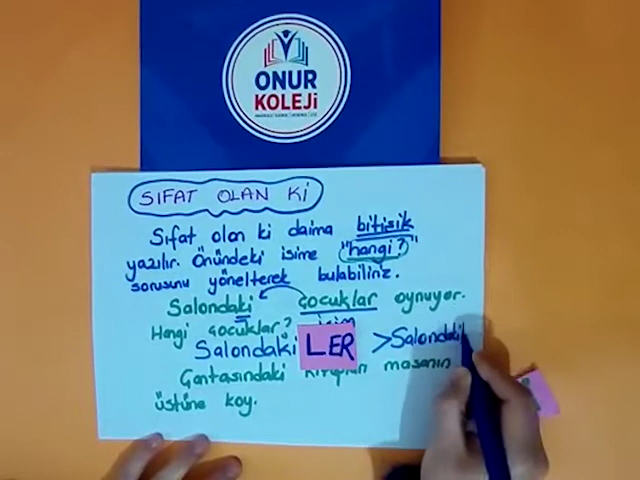 ONUR
KOLEJİ
SIFAT OLAN Kİ
Sıfat olan ki daima bitişik
yazılır. Önündeki isime "hangi?"
sorusunu yönelterek bulabiliriz.
Salondaki çocuklar oynuyor.
Hangi çocuklar? isim
Salondaki LER >Salondaki
Çantasındaki kitapları masanın
üstüne koy.